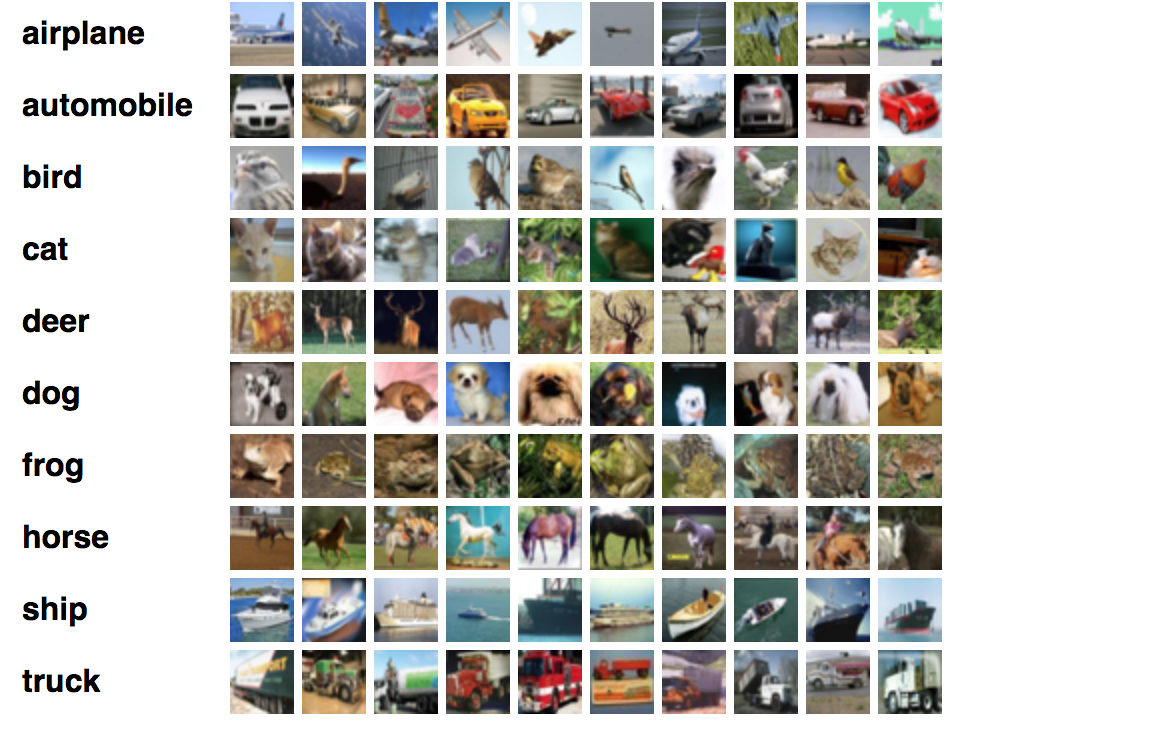 airplane
automobile
bird
cat
deer
dog
frog
horse
ship
truck